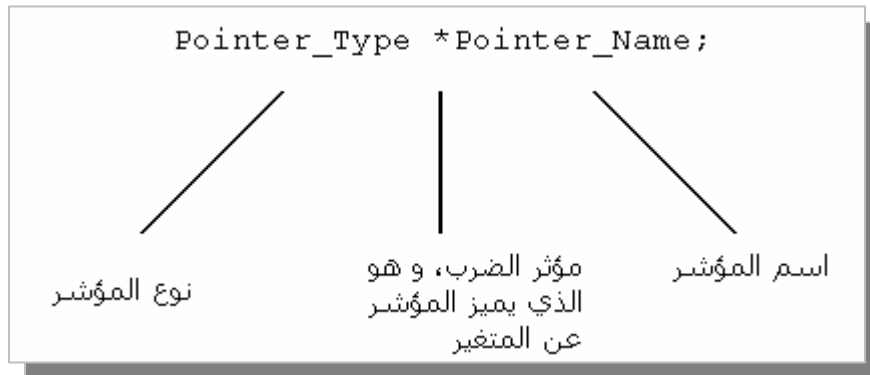 Pointer_Type *Pointer_Name;
اسم المؤشر
مؤثر الضرب، و هو
الذي يميز المؤشر
عن المتغير
نوع المؤشر